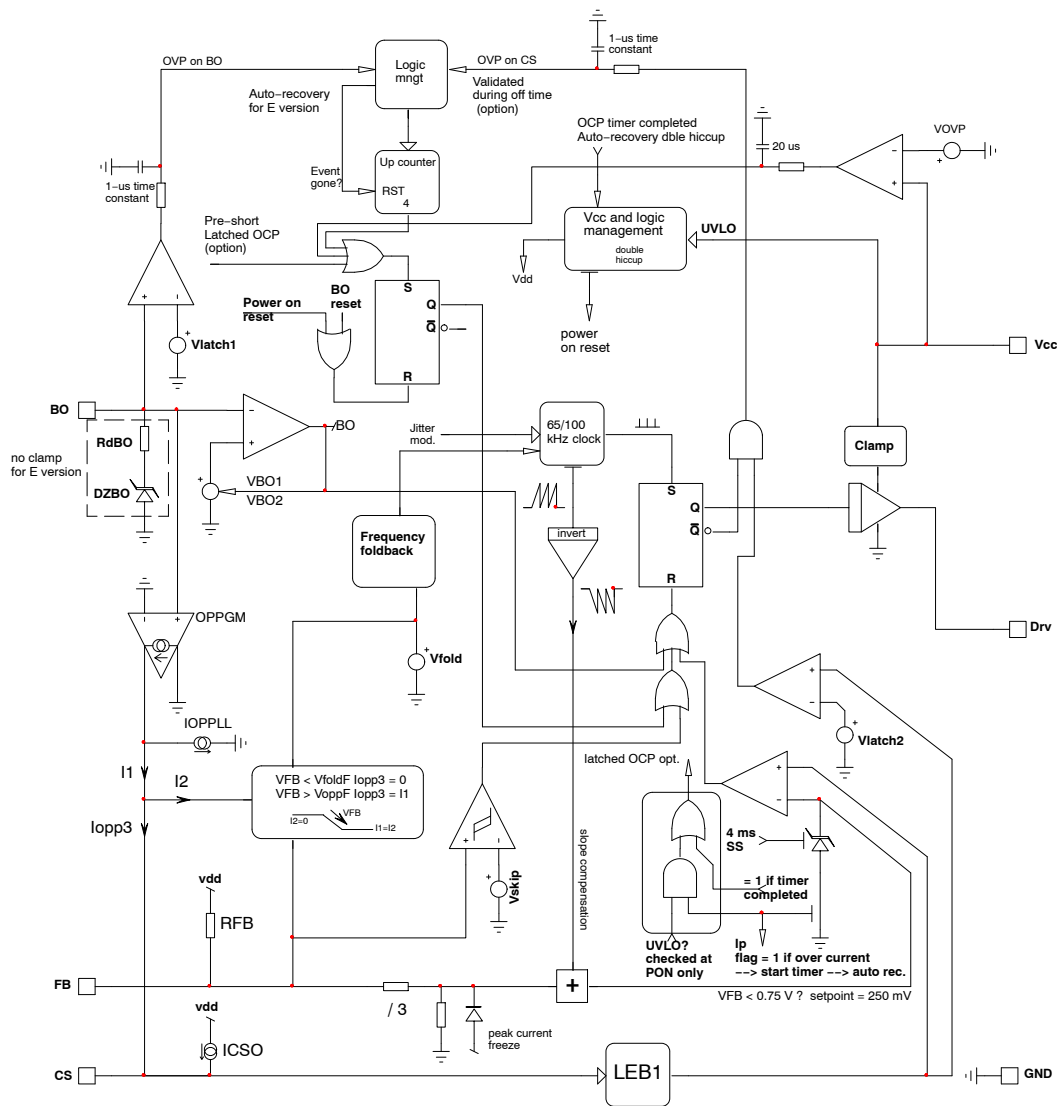 1-us time
constant
OVP on BO
Logic
mngt
OVP on CS
Validated
during off time
(option)
Auto-recovery
for E version
OCP timer completed
Auto-recovery dble hiccup
20 us
VOVP
Up counter
RST
4
Event
gone?
1-us time
constant
Vcc and logic
management
double
hiccup
UVLO
Pre-short
Latched OCP
(option)
Vdd
S
Q
Q
R
Power on
reset
BO
reset
power
on reset
Vlatch1
Vcc
BO
BO
RdBO
DZBO
no clamp
for E version
VBO1
VBO2
Jitter
mod.
65/100
kHz clock
Clamp
S
Q
Q
R
Frequency
foldback
invert
OPPGM
Vfold
Drv
IOPPLL
Vlatch2
I1
I2
VFB < VfoldF Iopp3 = 0
VFB > VoppF Iopp3 = I1
VFB
I2=0
I1=I2
Iopp3
latched OCP opt.
4 ms
SS
slope compensation
Vskip
= 1 if timer
completed
vdd
RFB
UVLO?
checked at
PON only
Ip
flag = 1 if over current
--> start timer --> auto rec.
FB
/ 3
+
VFB < 0.75 V ? setpoint = 250 mV
vdd
ICSO
peak current
freeze
CS
LEB1
GND